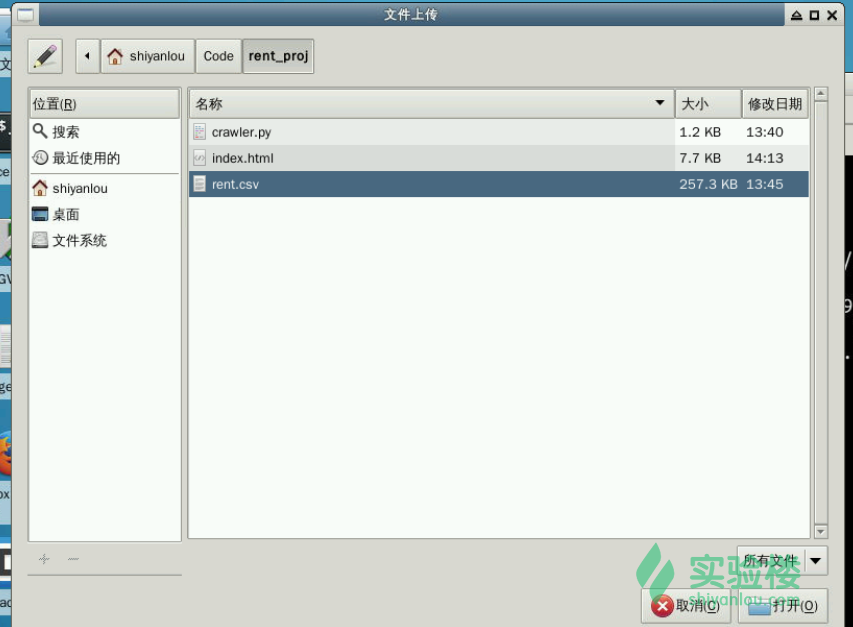 文件上传
shiyanlou Code rent_proj
位置(R)
搜索
最近使用的
shiyanlou
桌面
文件系统
名称 大小 修改日期
crawler.py 1.2 KB 13:40
index.html 7.7 KB 14:13
rent.csv 257.3 KB 13:45
所有文件
实验楼
shiyanlou.com
取消(C) 打开(O)